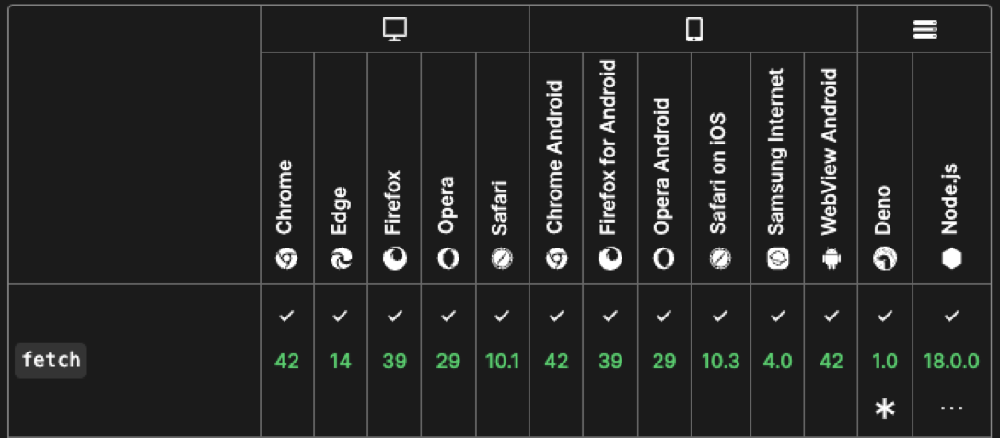 Chrome
Edge
Firefox
Opera
Safari
Chrome Android
Firefox for Android
Opera Android
Safari on iOS
Samsung Internet
WebView Android
Deno
Node.js
fetch
✓ ✓ ✓ ✓ ✓ ✓ ✓ ✓ ✓ ✓ ✓ ✓ ✓
42 14 39 29 10.1 42 39 29 10.3 4.0 42 1.0 18.0.0
* ...